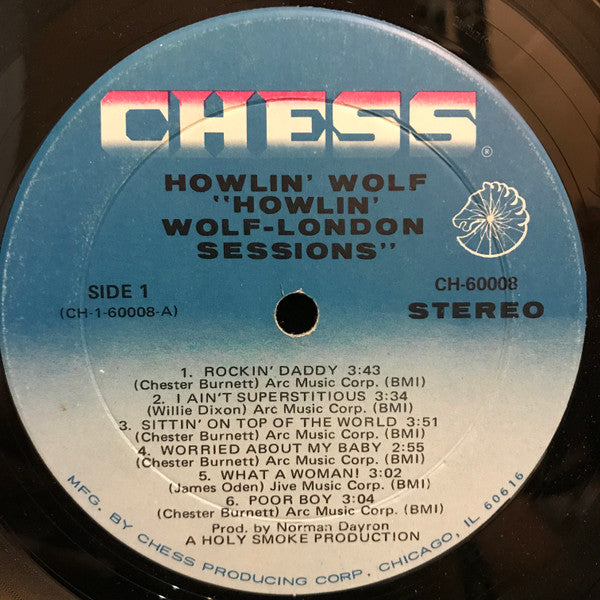 CHESS
®
HOWLIN' WOLF
"HOWLIN'
WOLF-LONDON
SESSIONS"
SIDE 1
(CH-1-60008-A)
CH-60008
STEREO
1. ROCKIN' DADDY 3:43
(Chester Burnett) Arc Music Corp. (BMI)
2. I AIN'T SUPERSTITIOUS 3:34
(Willie Dixon) Arc Music Corp. (BMI)
3. SITTIN' ON TOP OF THE WORLD 3:51
(Chester Burnett) Arc Music Corp. (BMI)
4. WORRIED ABOUT MY BABY 2:55
(Chester Burnett) Arc Music Corp. (BMI)
5. WHAT A WOMAN! 3:02
(James Oden) Jive Music Corp. (BMI)
6. POOR BOY 3:04
(Chester Burnett) Arc Music Corp. (BMI)
Prod. by Norman Dayron
A HOLY SMOKE PRODUCTION
MFG. BY CHESS PRODUCING CORP, CHICAGO, IL 60616